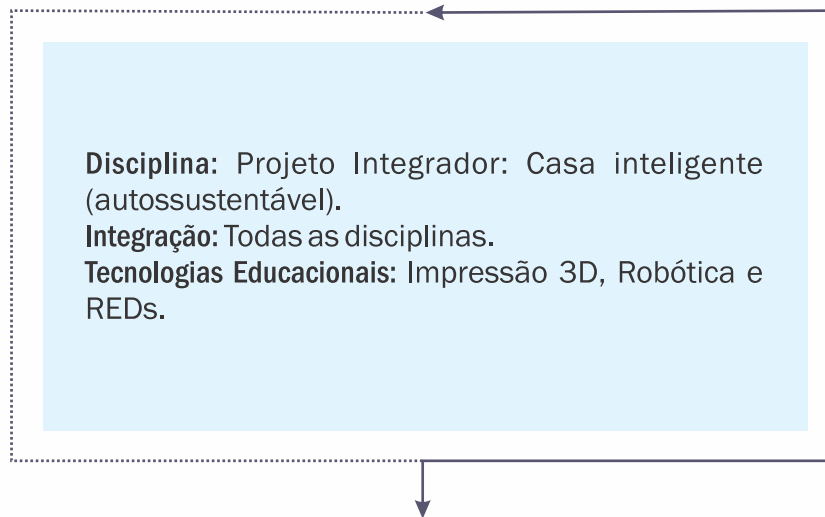 Disciplina: Projeto Integrador: Casa inteligente
(autossustentável).
Integração: Todas as disciplinas.
Tecnologias Educacionais: Impressão 3D, Robótica e
REDs.